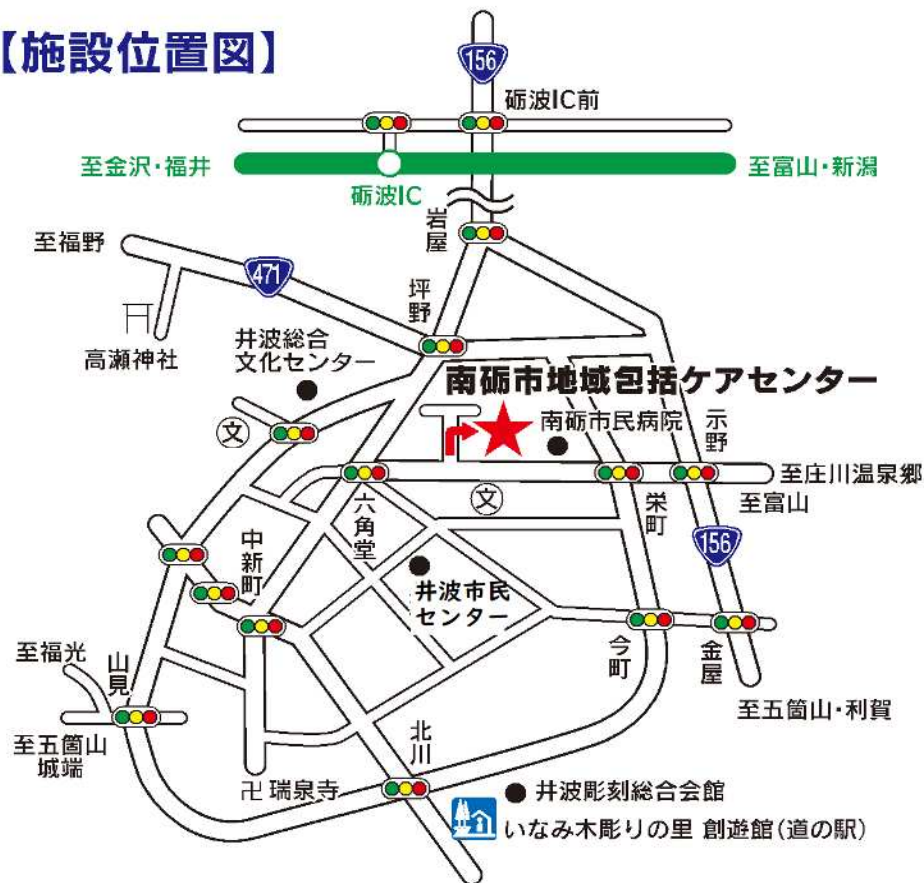 【施設位置図】
156
砺波IC前
至金沢・福井
至富山・新潟
砺波IC
岩屋
至福野
471
坪野
高瀬神社
井波総合
文化センター
南砺市地域包括ケアセンター
南砺市民病院
示野
文
至庄川温泉郷
至富山
文
六角堂
栄町
156
中新町
井波市民
センター
今町
金屋
至福光
山見
至五箇山・利賀
至五箇山
城端
北川
卍瑞泉寺
井波彫刻総合会館
いなみ木彫りの里 創遊館(道の駅)